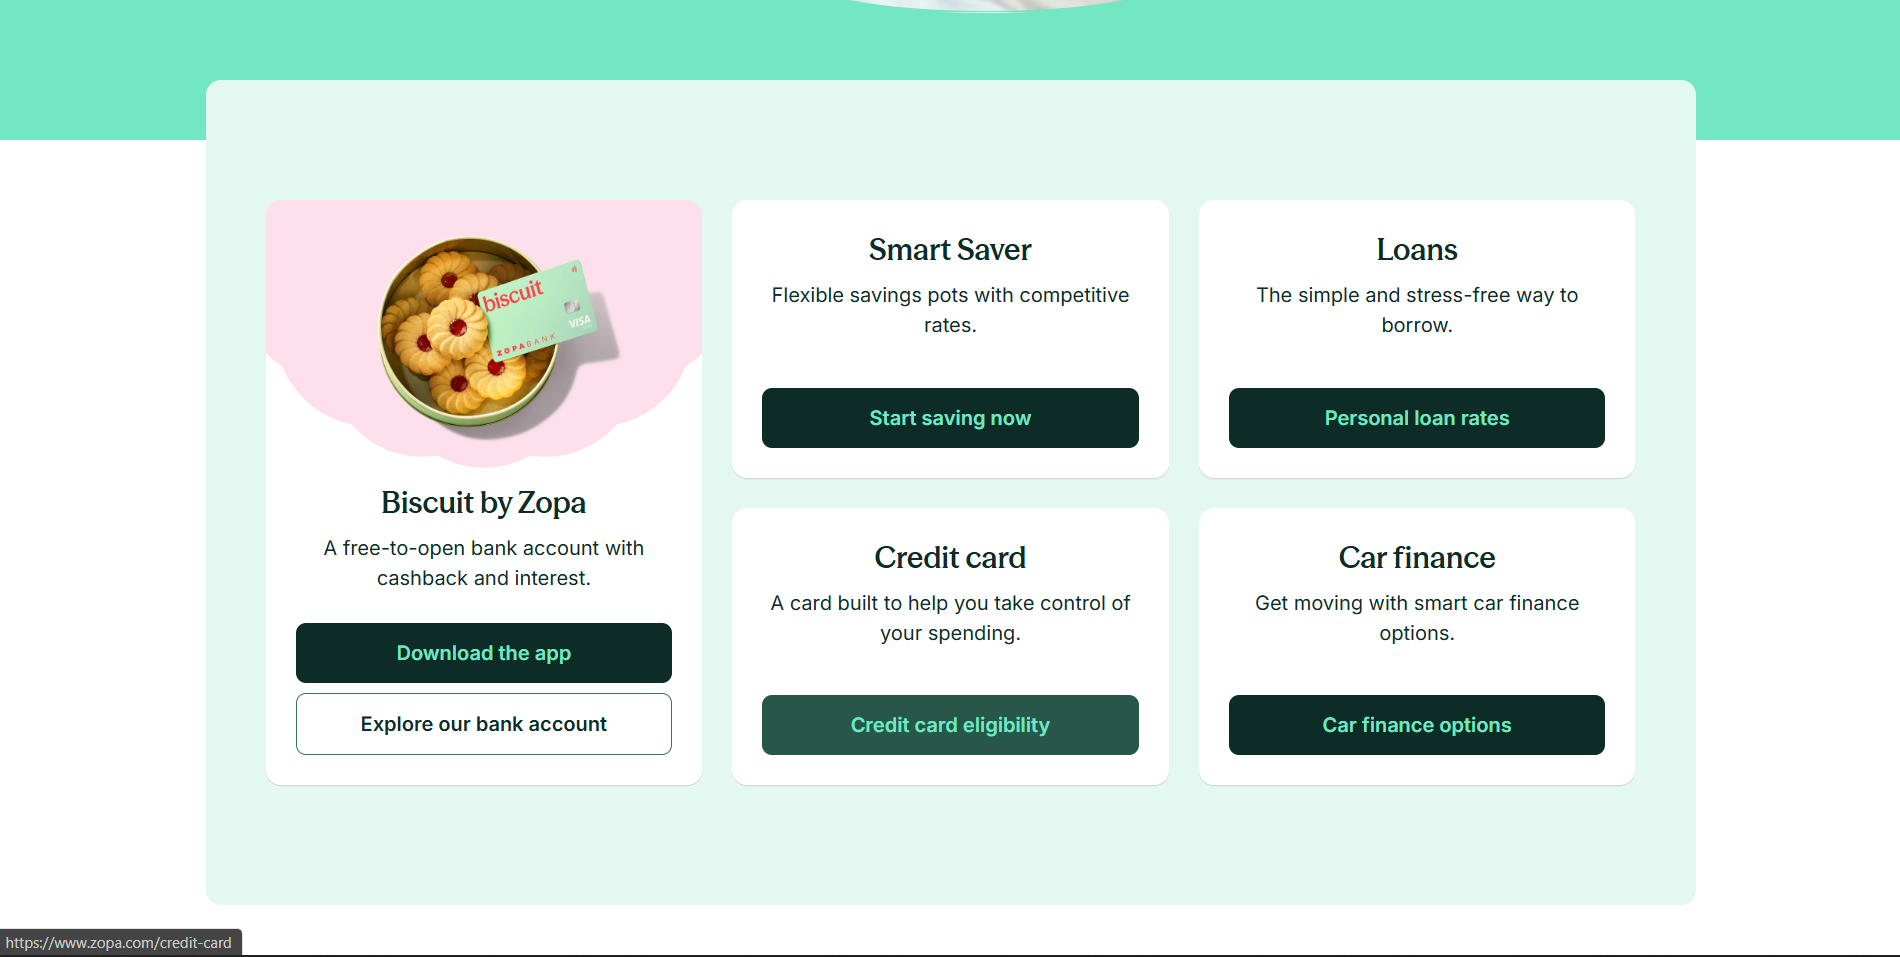 biscuit
VISA
ZOPABANK
Biscuit by Zopa
A free-to-open bank account with
cashback and interest.
Download the app
Explore our bank account
Smart Saver
Flexible savings pots with competitive
rates.
Start saving now
Loans
The simple and stress-free way to
borrow.
Personal loan rates
Credit card
A card built to help you take control of
your spending.
Credit card eligibility
Car finance
Get moving with smart car finance
options.
Car finance options
https://www.zopa.com/credit-card